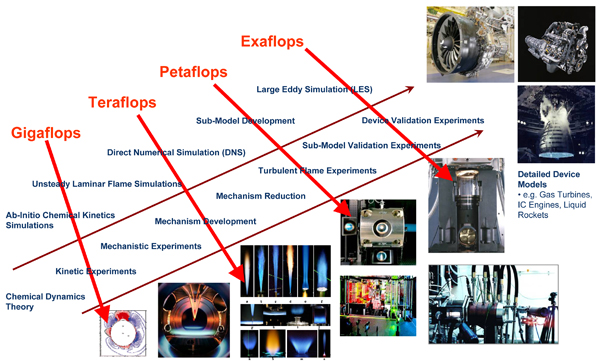 Exaflops
Petaflops
Teraflops
Gigaflops
Large Eddy Simulation (LES)
Sub-Model Development
Device Validation Experiments
Direct Numerical Simulation (DNS)
Sub-Model Validation Experiments
Unsteady Laminar Flame Simulations
Turbulent Flame Experiments
Mechanism Reduction
Ab-Initio Chemical Kinetics
Simulations
Mechanism Development
Mechanistic Experiments
Kinetic Experiments
Chemical Dynamics
Theory
Detailed Device
Models
• e.g. Gas Turbines,
IC Engines, Liquid
Rockets